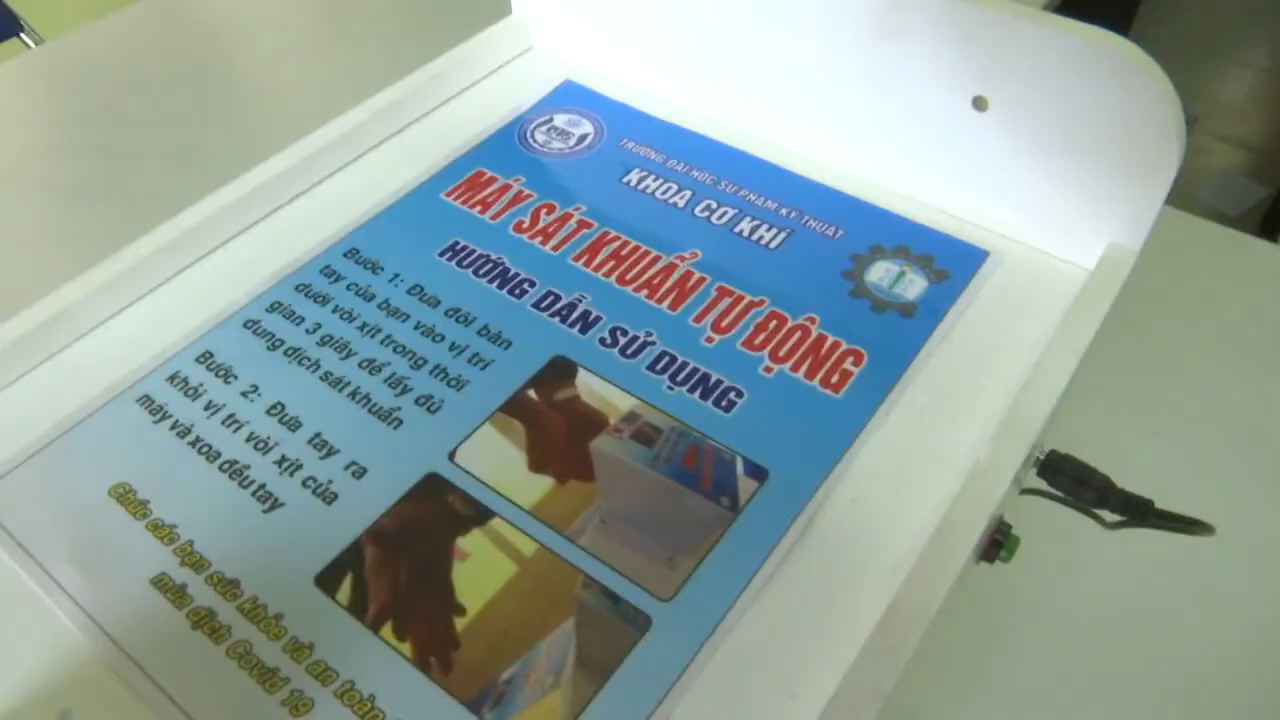 TRƯỜNG ĐẠI HỌC SƯ PHẠM KỸ THUẬT
KHOA CƠ KHÍ
MÁY SÁT KHUẨN TỰ ĐỘNG
HƯỚNG DẪN SỬ DỤNG
Bước 1: Đưa đôi bàn
tay của bạn vào vị trí
dưới vòi xịt trong thời
gian 3 giây để lấy đủ
dung dịch sát khuẩn
Bước 2: Đưa tay ra
khỏi vị trí vòi xịt của
máy và xoa đều tay
Chúc các bạn sức khỏe và an toàn
mùa dịch Covid 19